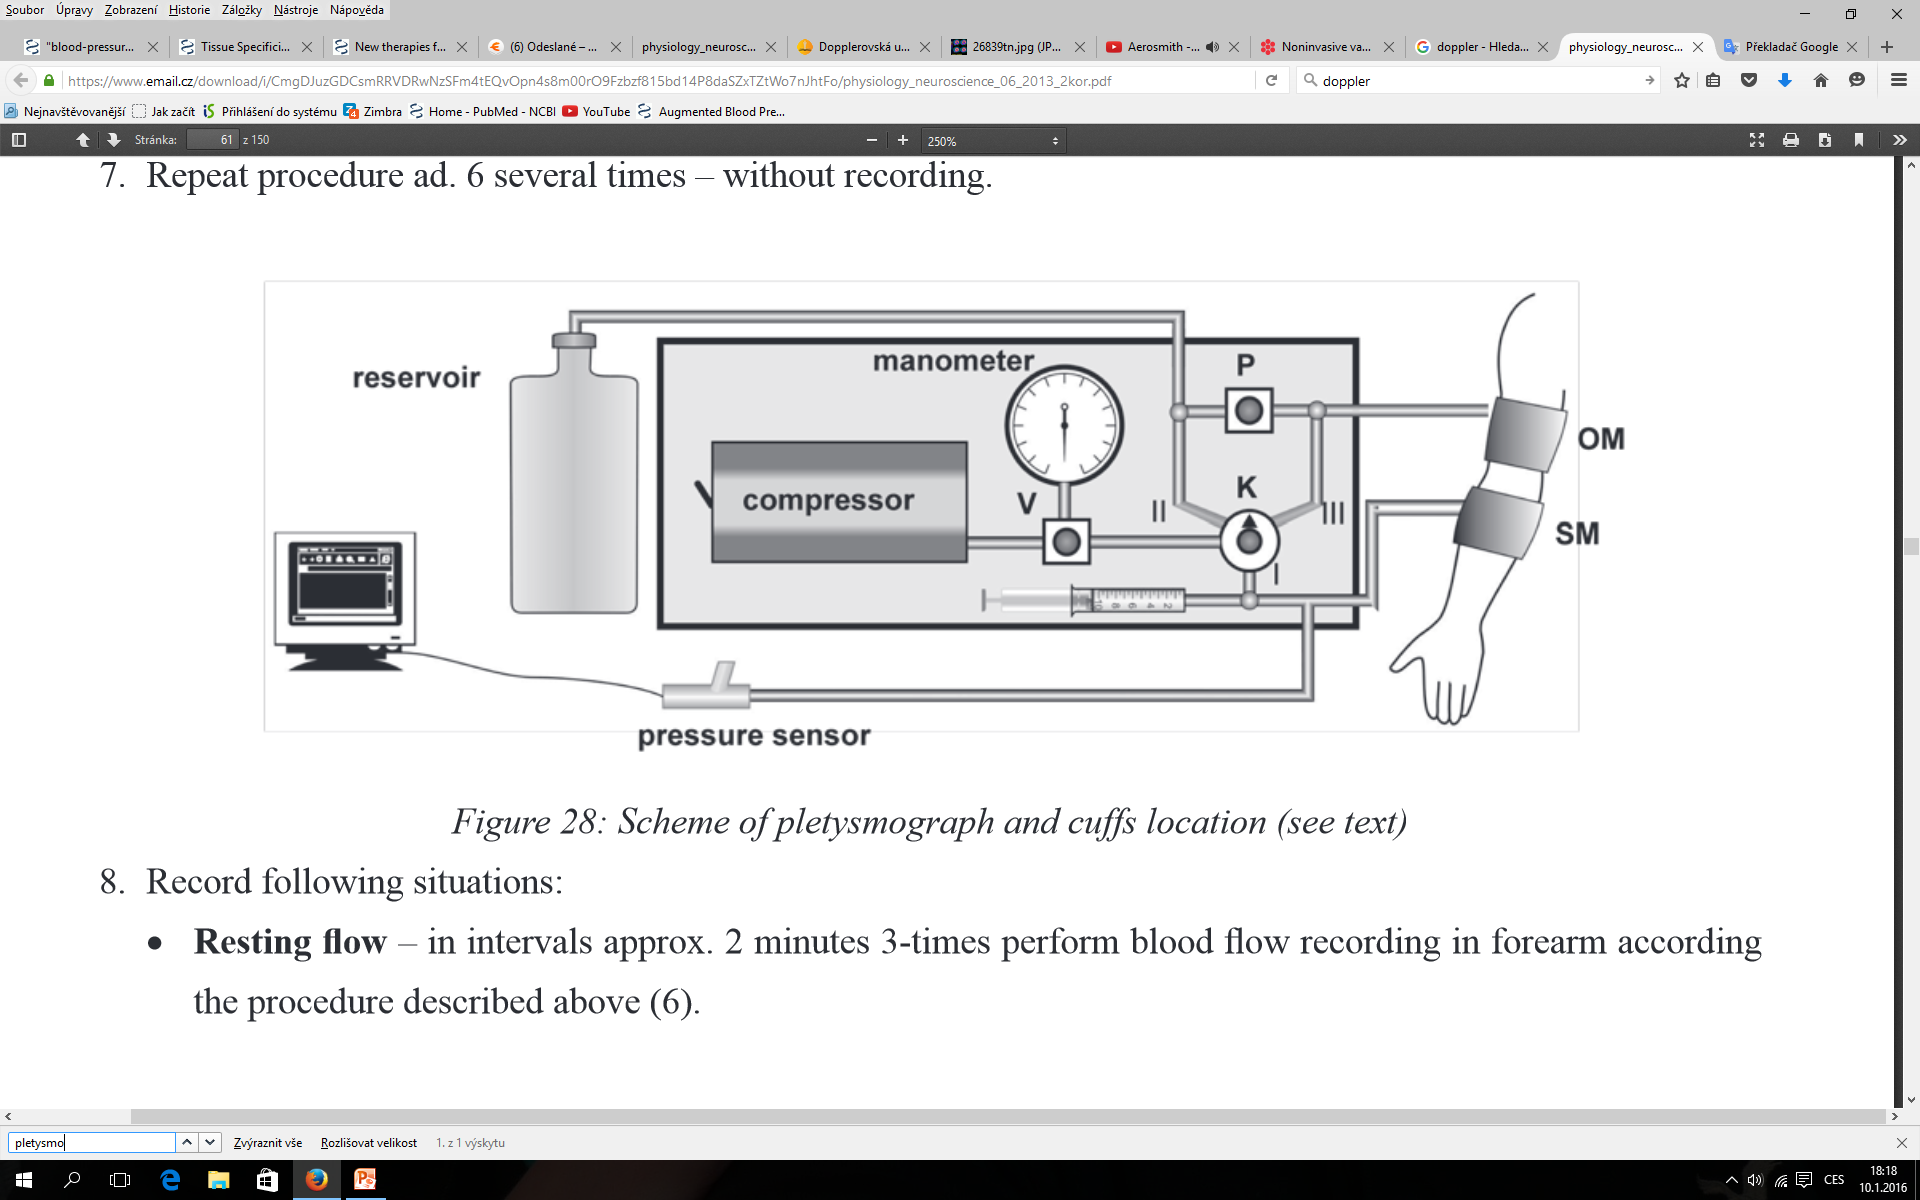 Soubor Úpravy Zobrazení Historie Záložky Nástroje Nápověda
"blood-pressur... Tissue Specifici... New therapies f... (6) Odeslané – ... physiology_neurosc... Dopplerovská u... 26839tn.jpg (JP... Aerosmith -... Noninvasive va... doppler - Hleda... physiology_neurosc... Překladač Google
https://www.email.cz/download/i/CmgDJuzGDCsmRRVDRwNzSFm4tEQvOpn4s8m00rO9Fzbzf815bd14P8daSZxTZtWo7nJhtFo/physiology_neuroscience_06_2013_2kor.pdf doppler
Nejnavštěvovanější Jak začít Přihlášení do systému Zimbra Home - PubMed - NCBI YouTube Augmented Blood Pre...
Stránka: 61 z 150 250%
7. Repeat procedure ad. 6 several times – without recording.
reservoir
manometer
P
OM
compressor
V
K
II
III
SM
I
10 8 6 4 2
pressure sensor
Figure 28: Scheme of pletysmograph and cuffs location (see text)
8. Record following situations:
• Resting flow – in intervals approx. 2 minutes 3-times perform blood flow recording in forearm according
the procedure described above (6).
pletysmo Zvýraznit vše Rozlišovat velikost 1. z 1 výskytu
CES 18:18
10.1.2016